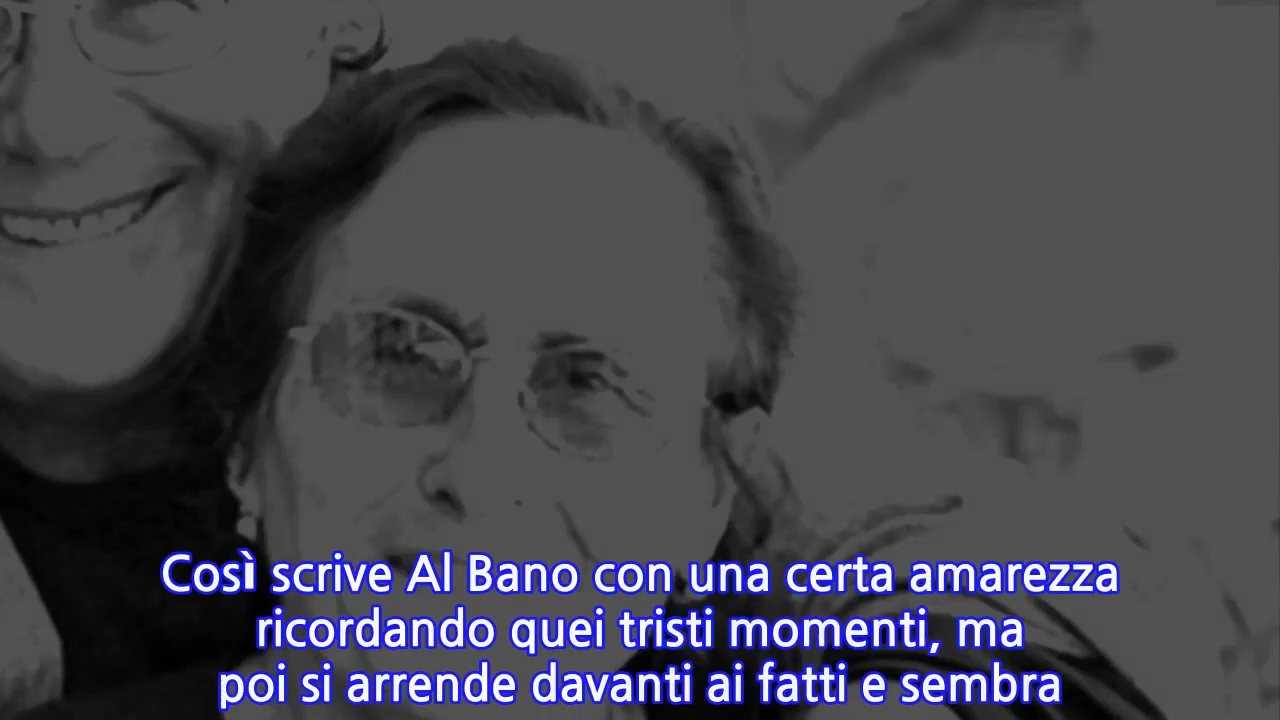 Così scrive Al Bano con una certa amarezza
ricordando quei tristi momenti, ma
poi si arrende davanti ai fatti e sembra